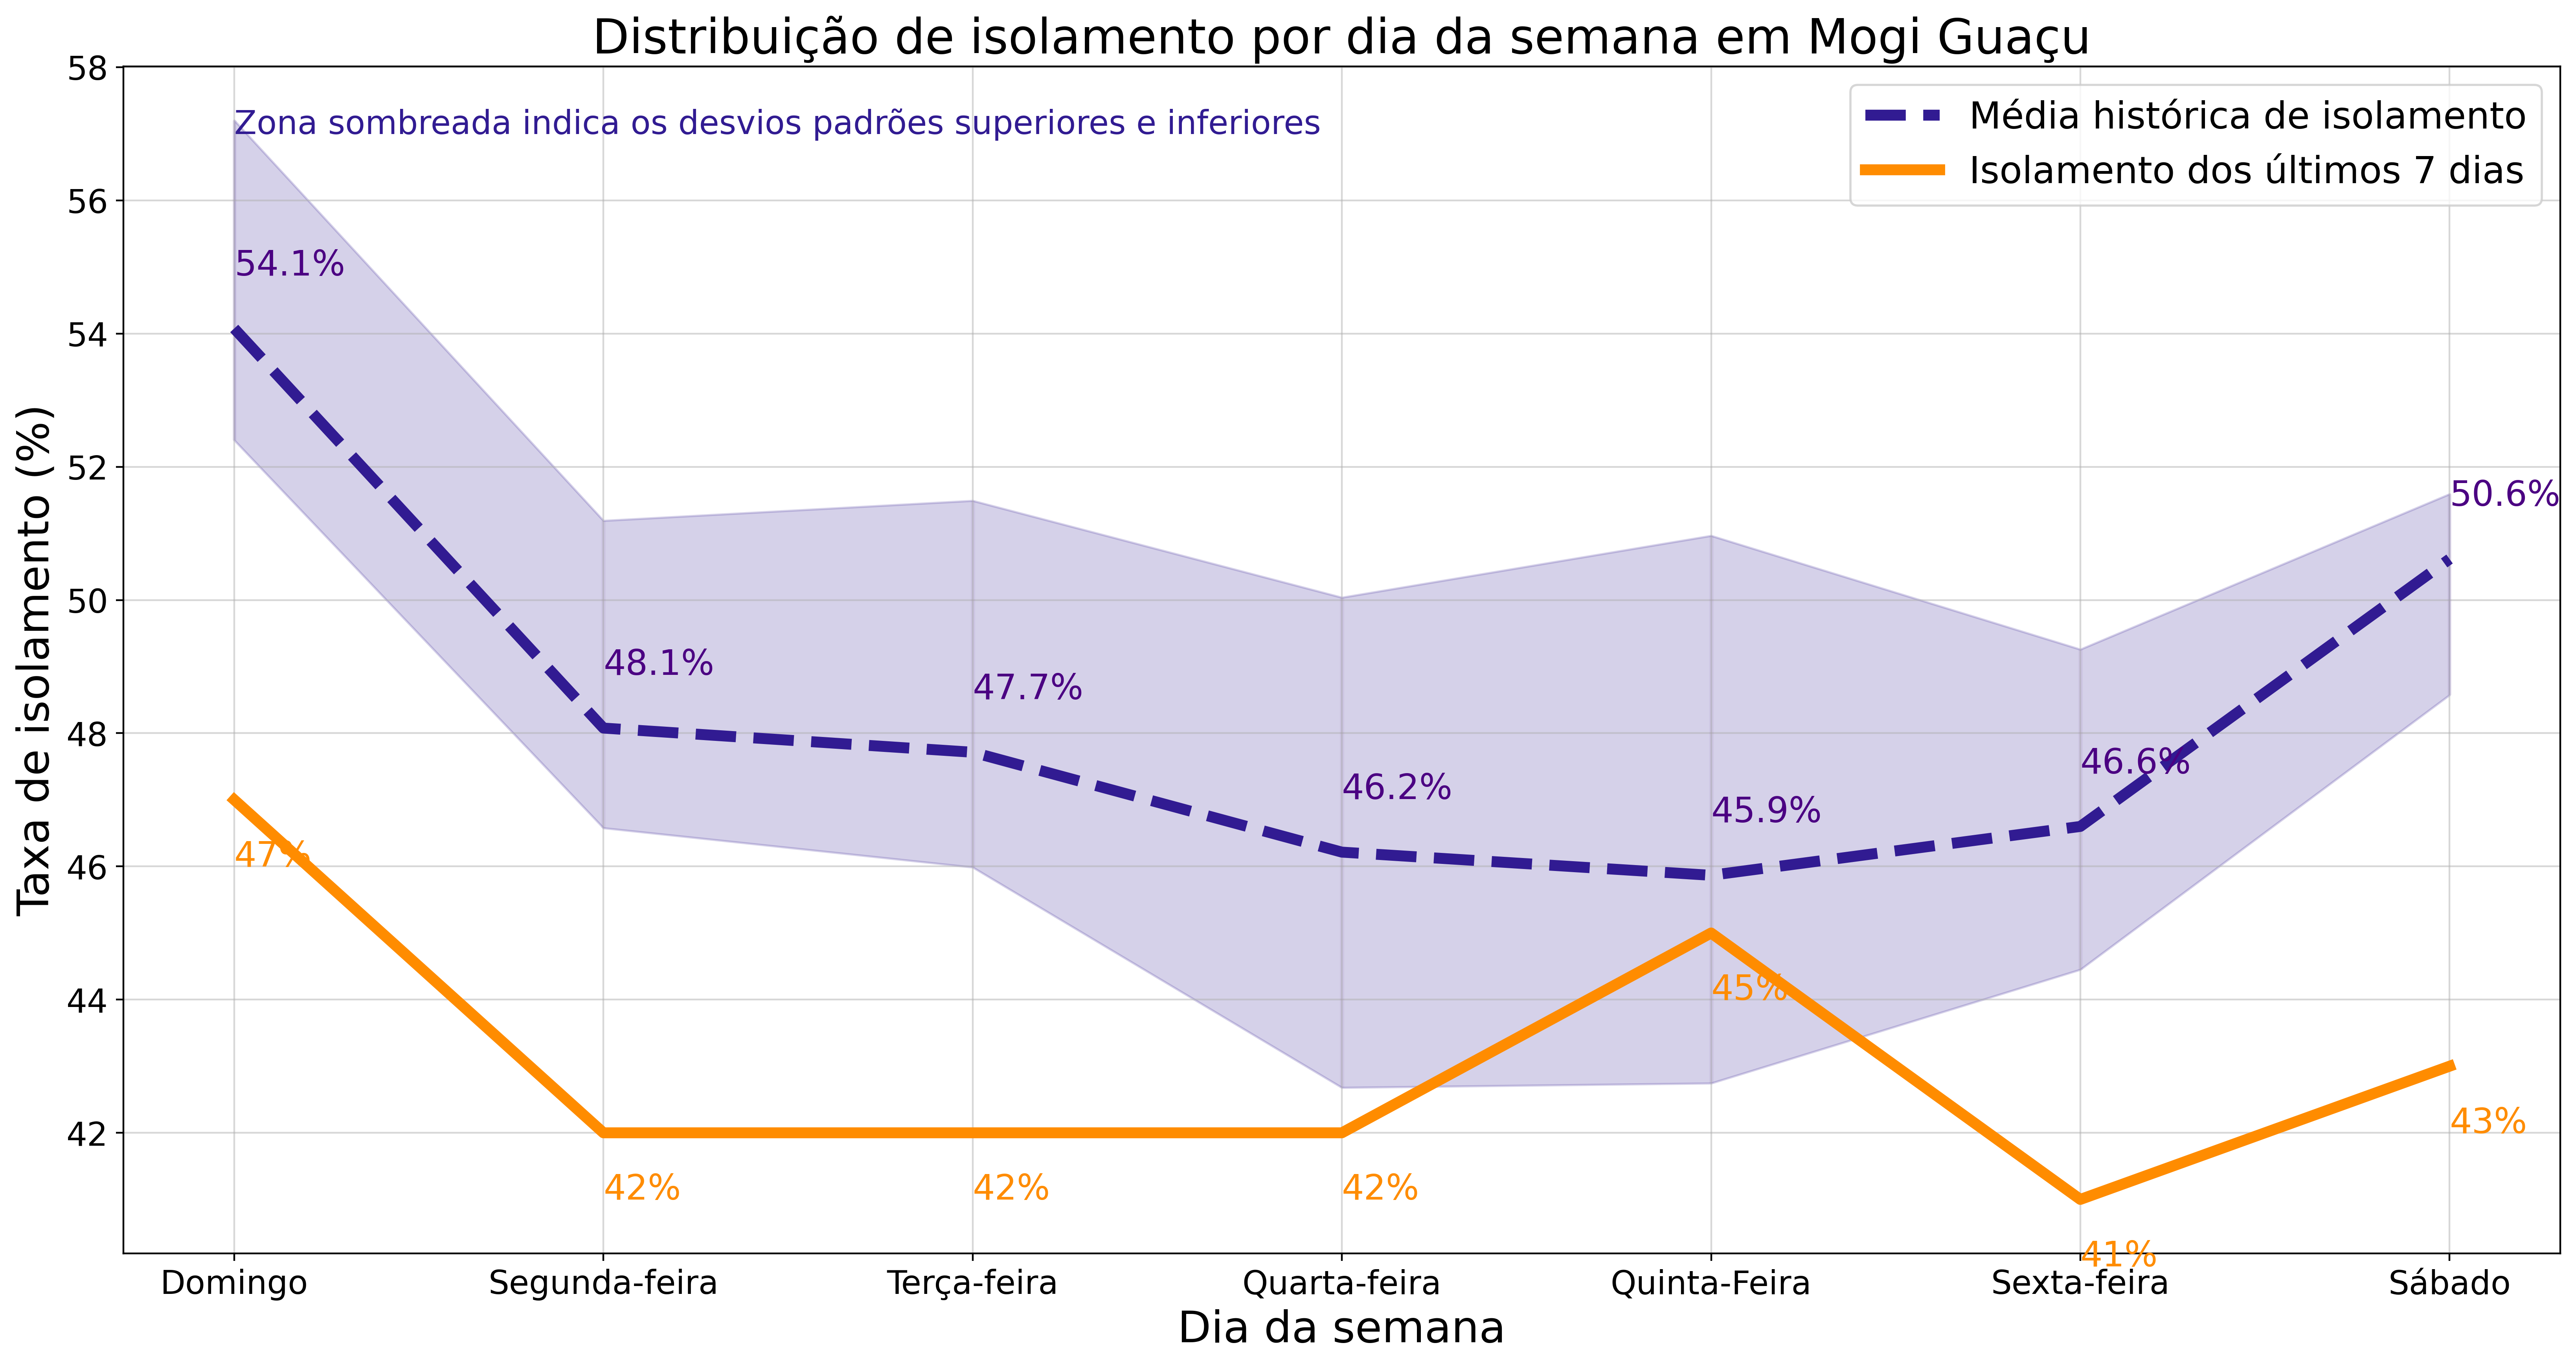 Distribuição de isolamento por dia da semana em Mogi Guaçu
58
56
54
52
50
48
46
44
42
Taxa de isolamento (%)
Zona sombreada indica os desvios padrões superiores e inferiores
Média histórica de isolamento
Isolamento dos últimos 7 dias
54.1%
48.1%
47.7%
46.2%
45.9%
46.6%
50.6%
47%
42%
42%
42%
45%
41%
43%
Domingo
Segunda-feira
Terça-feira
Quarta-feira
Quinta-Feira
Sexta-feira
Sábado
Dia da semana